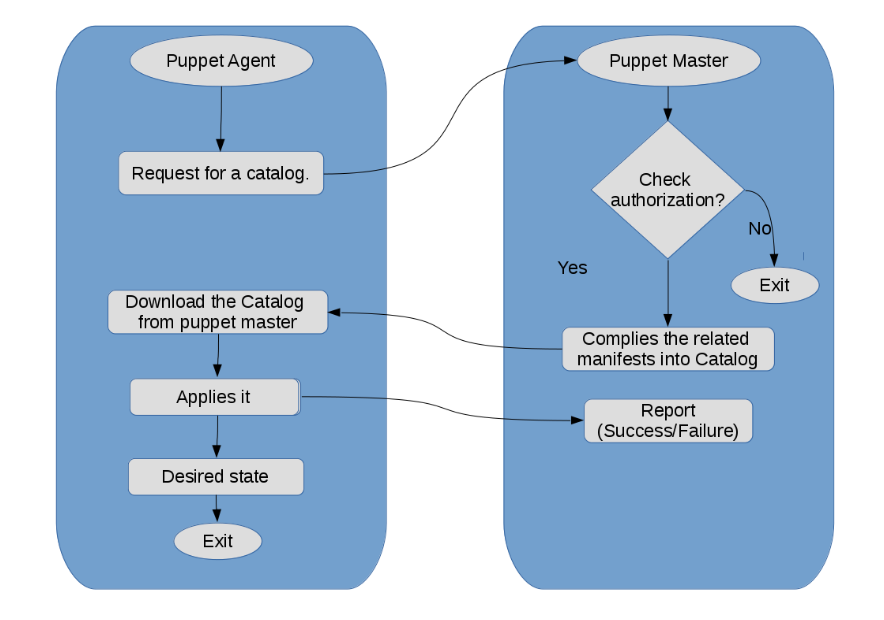 Puppet Agent
Request for a catalog.
Download the Catalog
from puppet master
Applies it
Desired state
Exit
Puppet Master
Check
authorization?
No
Yes
Exit
Complies the related
manifests into Catalog
Report
(Success/Failure)